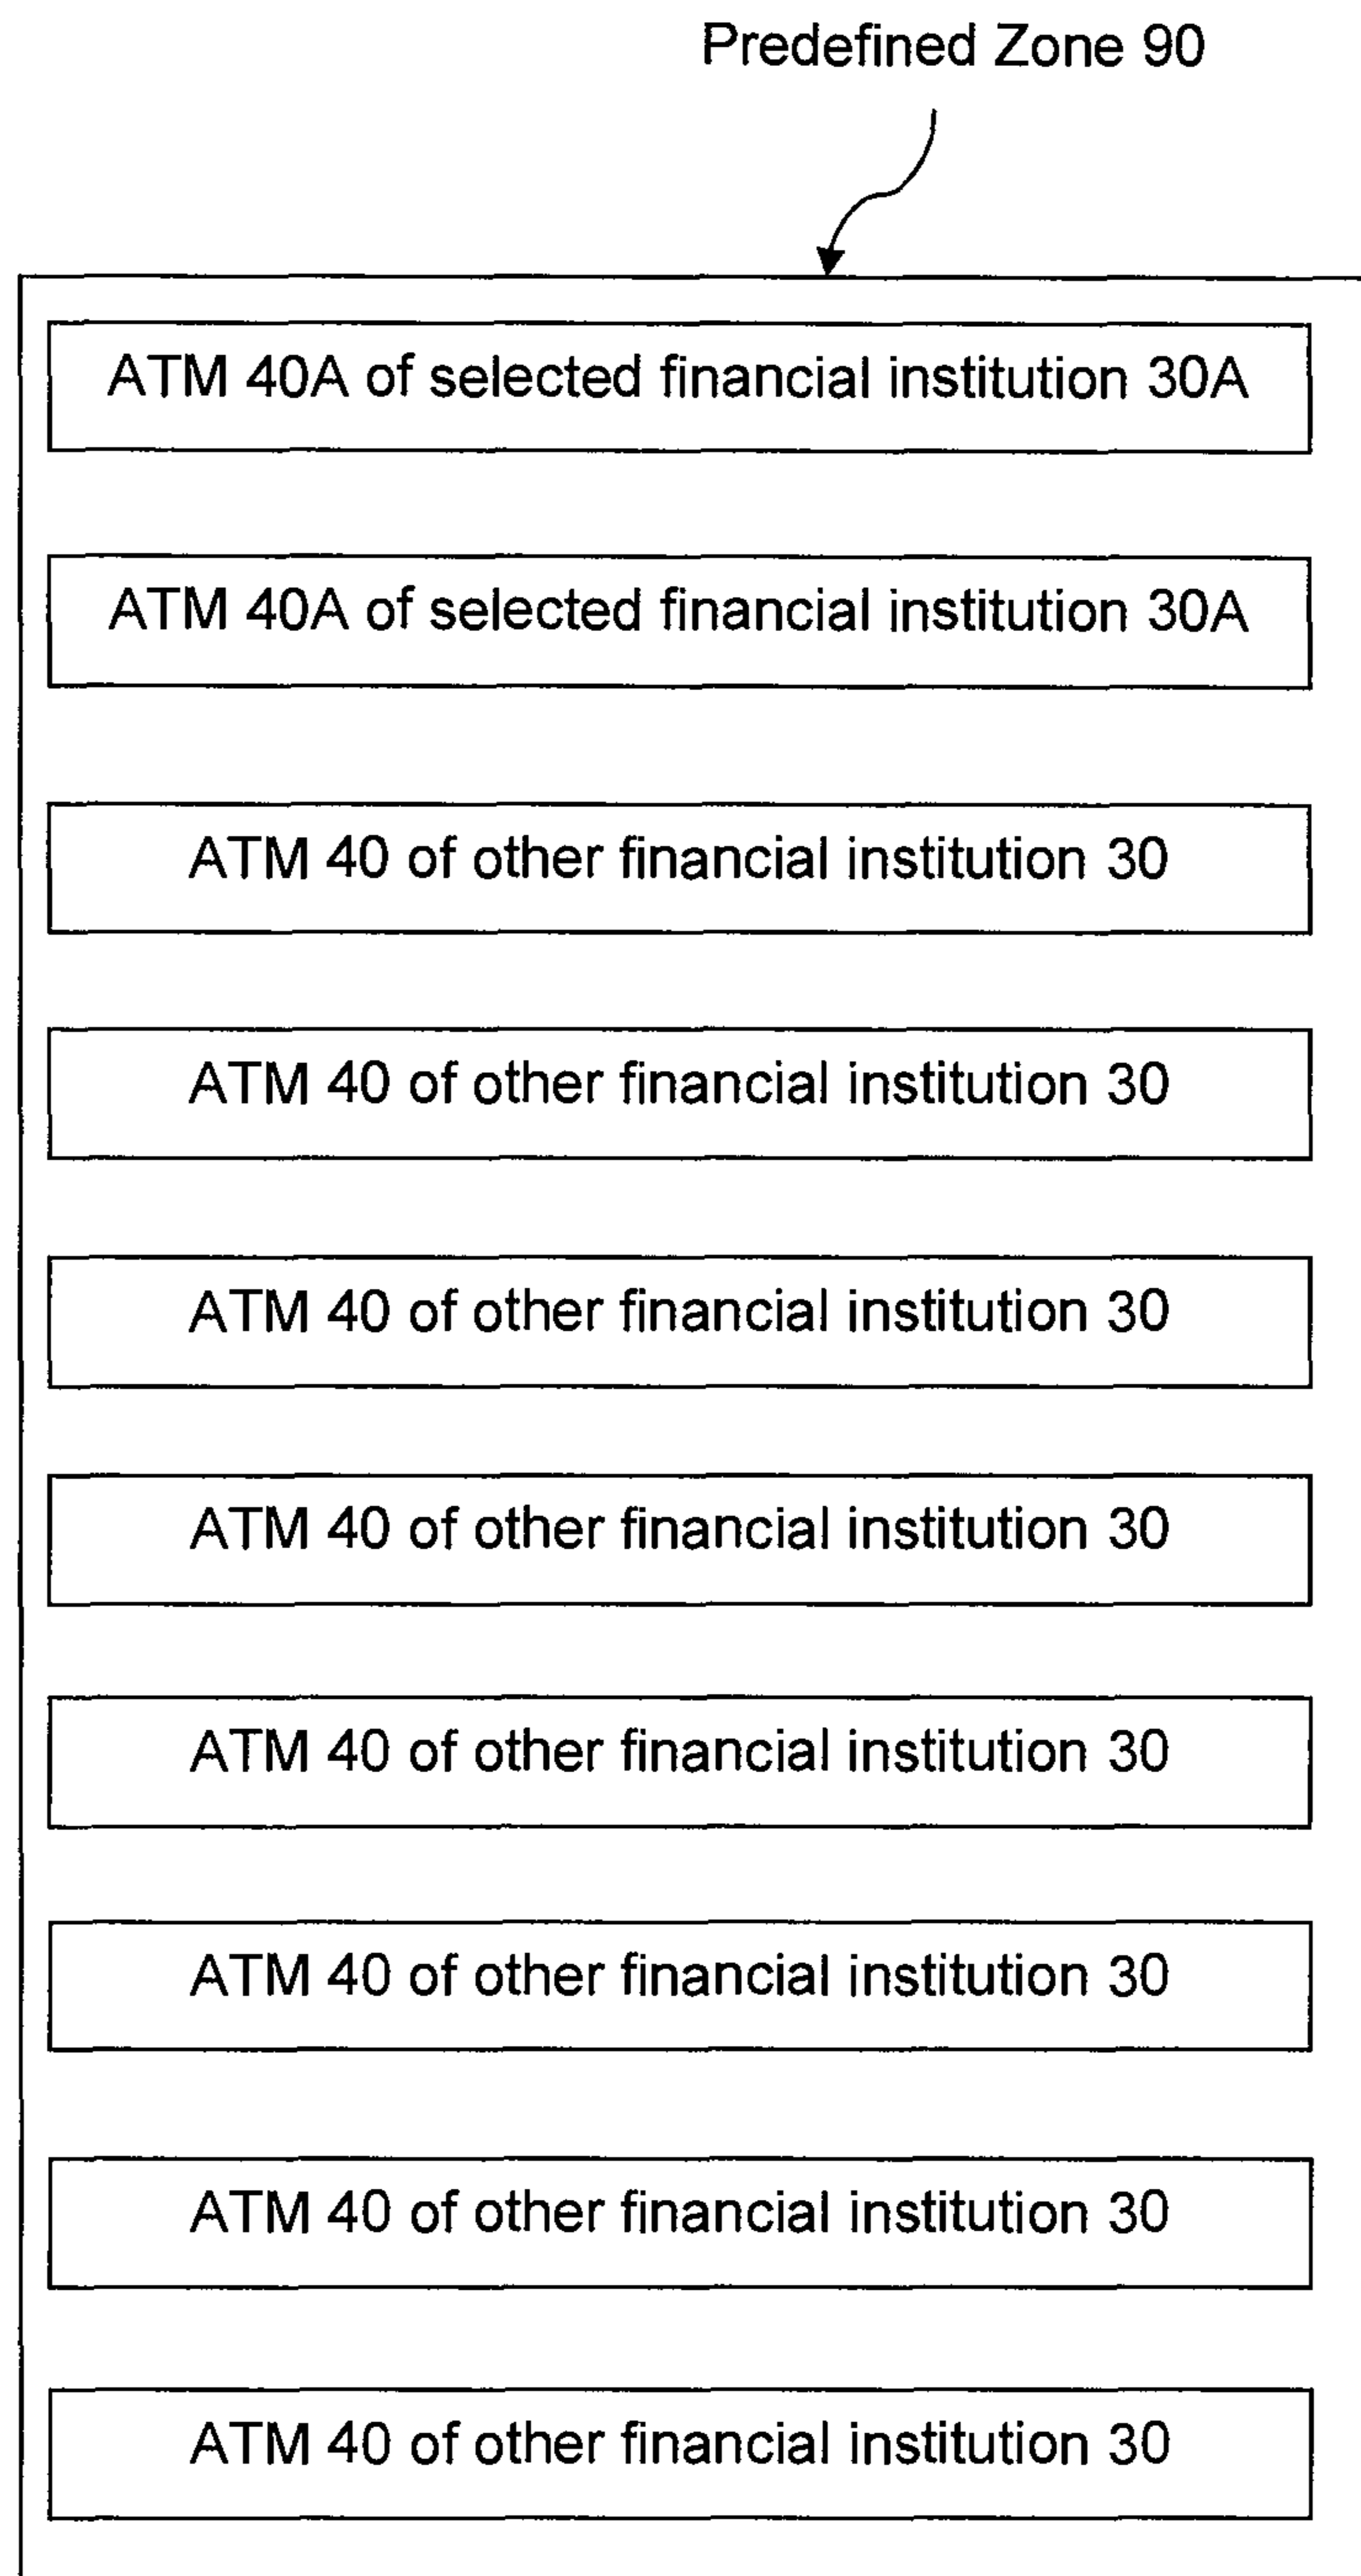 Predefined Zone 90
ATM 40A of selected financial institution 30A
ATM 40A of selected financial institution 30A
ATM 40 of other financial institution 30
ATM 40 of other financial institution 30
ATM 40 of other financial institution 30
ATM 40 of other financial institution 30
ATM 40 of other financial institution 30
ATM 40 of other financial institution 30
ATM 40 of other financial institution 30
ATM 40 of other financial institution 30